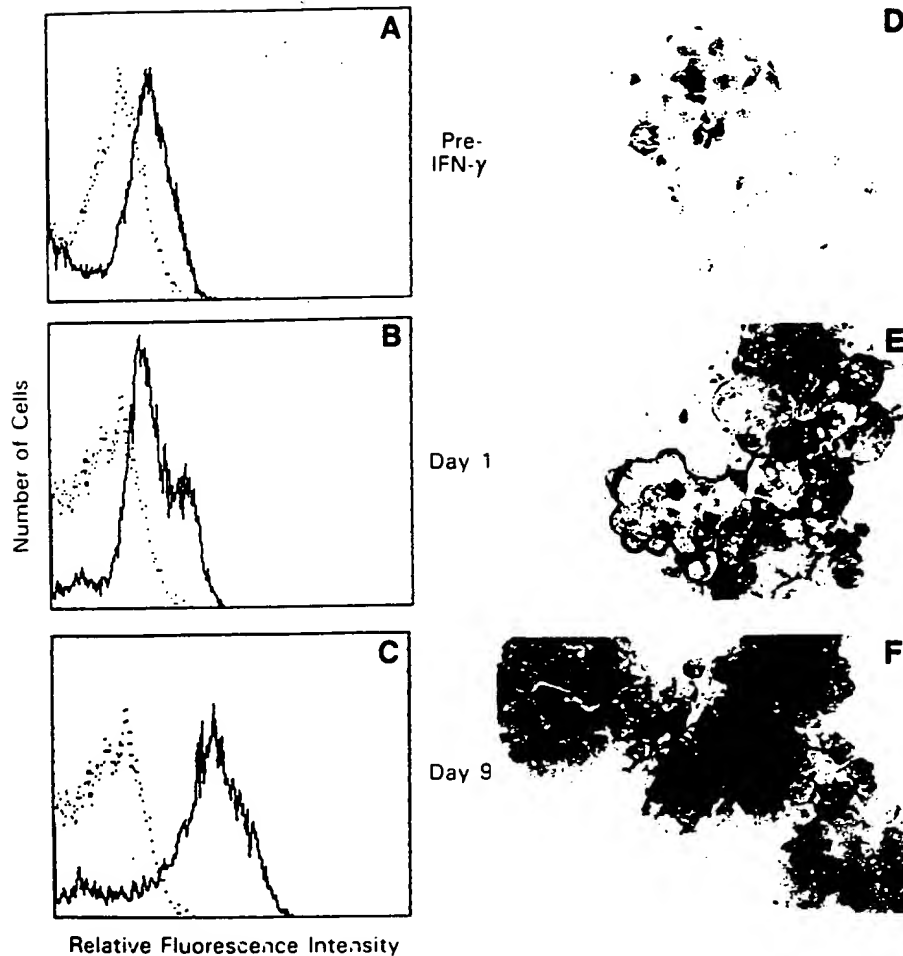 A
D
Pre-
IFN-γ
B
E
Number of Cells
Day 1
C
F
Day 9
Relative Fluorescence Intensity